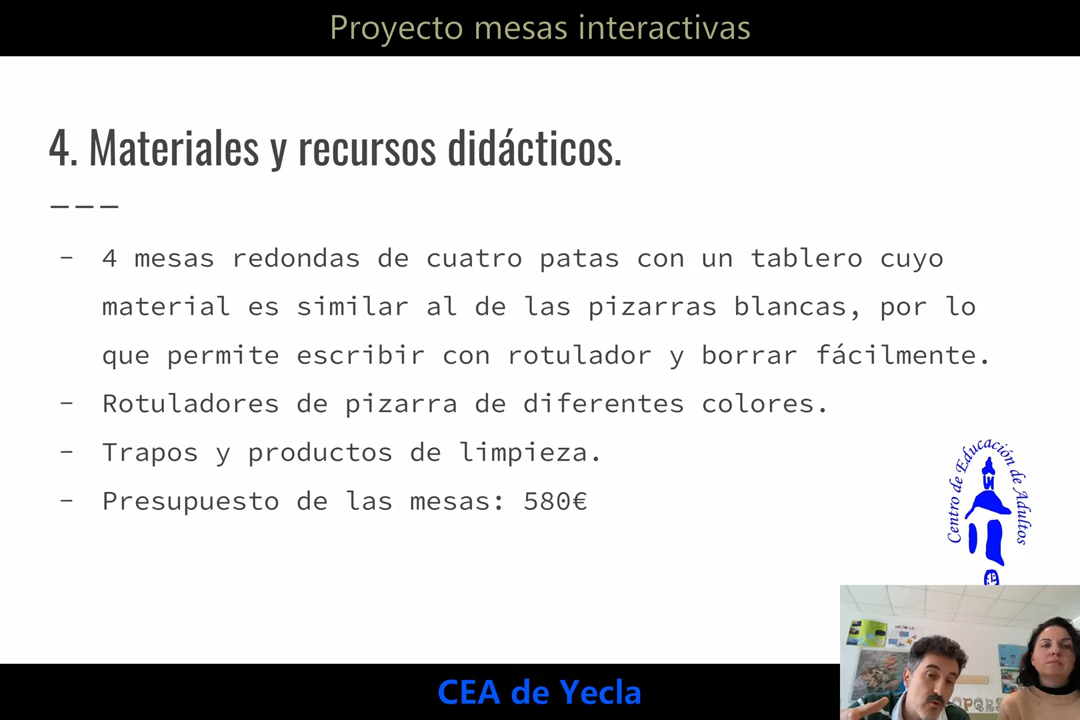 Proyecto mesas interactivas
4. Materiales y recursos didácticos.
- 4 mesas redondas de cuatro patas con un tablero cuyo
material es similar al de las pizarras blancas, por lo
que permite escribir con rotulador y borrar fácilmente.
- Rotuladores de pizarra de diferentes colores.
- Trapos y productos de limpieza.
- Presupuesto de las mesas: 580€
Centro de Educación de Adultos
CEA de Yecla